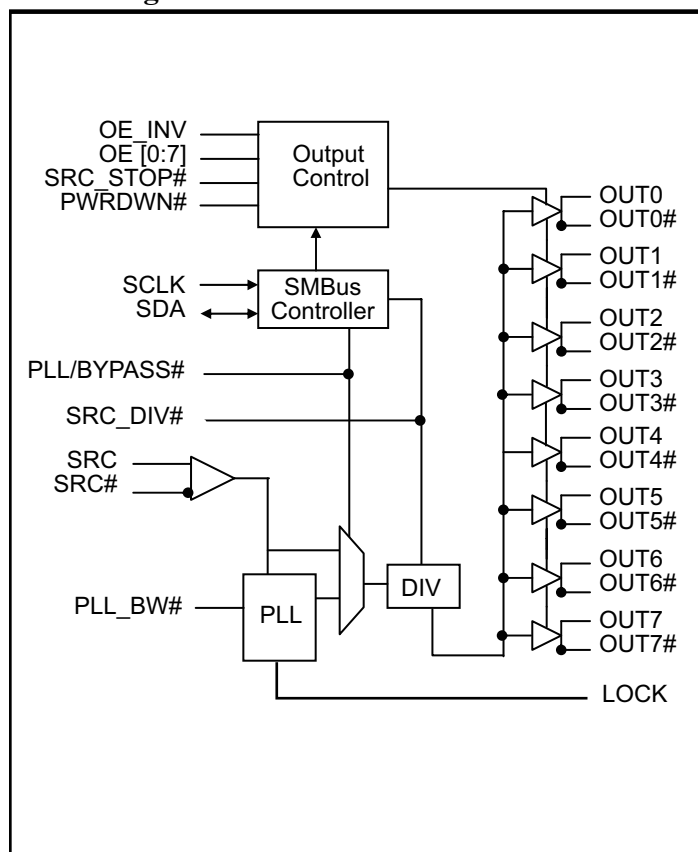 OE_INV
OE [0:7]
SRC_STOP#
PWRDWN#
Output
Control
SCLK
SDA
SMBus
Controller
PLL/BYPASS#
SRC_DIV#
SRC
SRC#
PLL_BW#
PLL
DIV
OUT0
OUT0#
OUT1
OUT1#
OUT2
OUT2#
OUT3
OUT3#
OUT4
OUT4#
OUT5
OUT5#
OUT6
OUT6#
OUT7
OUT7#
LOCK